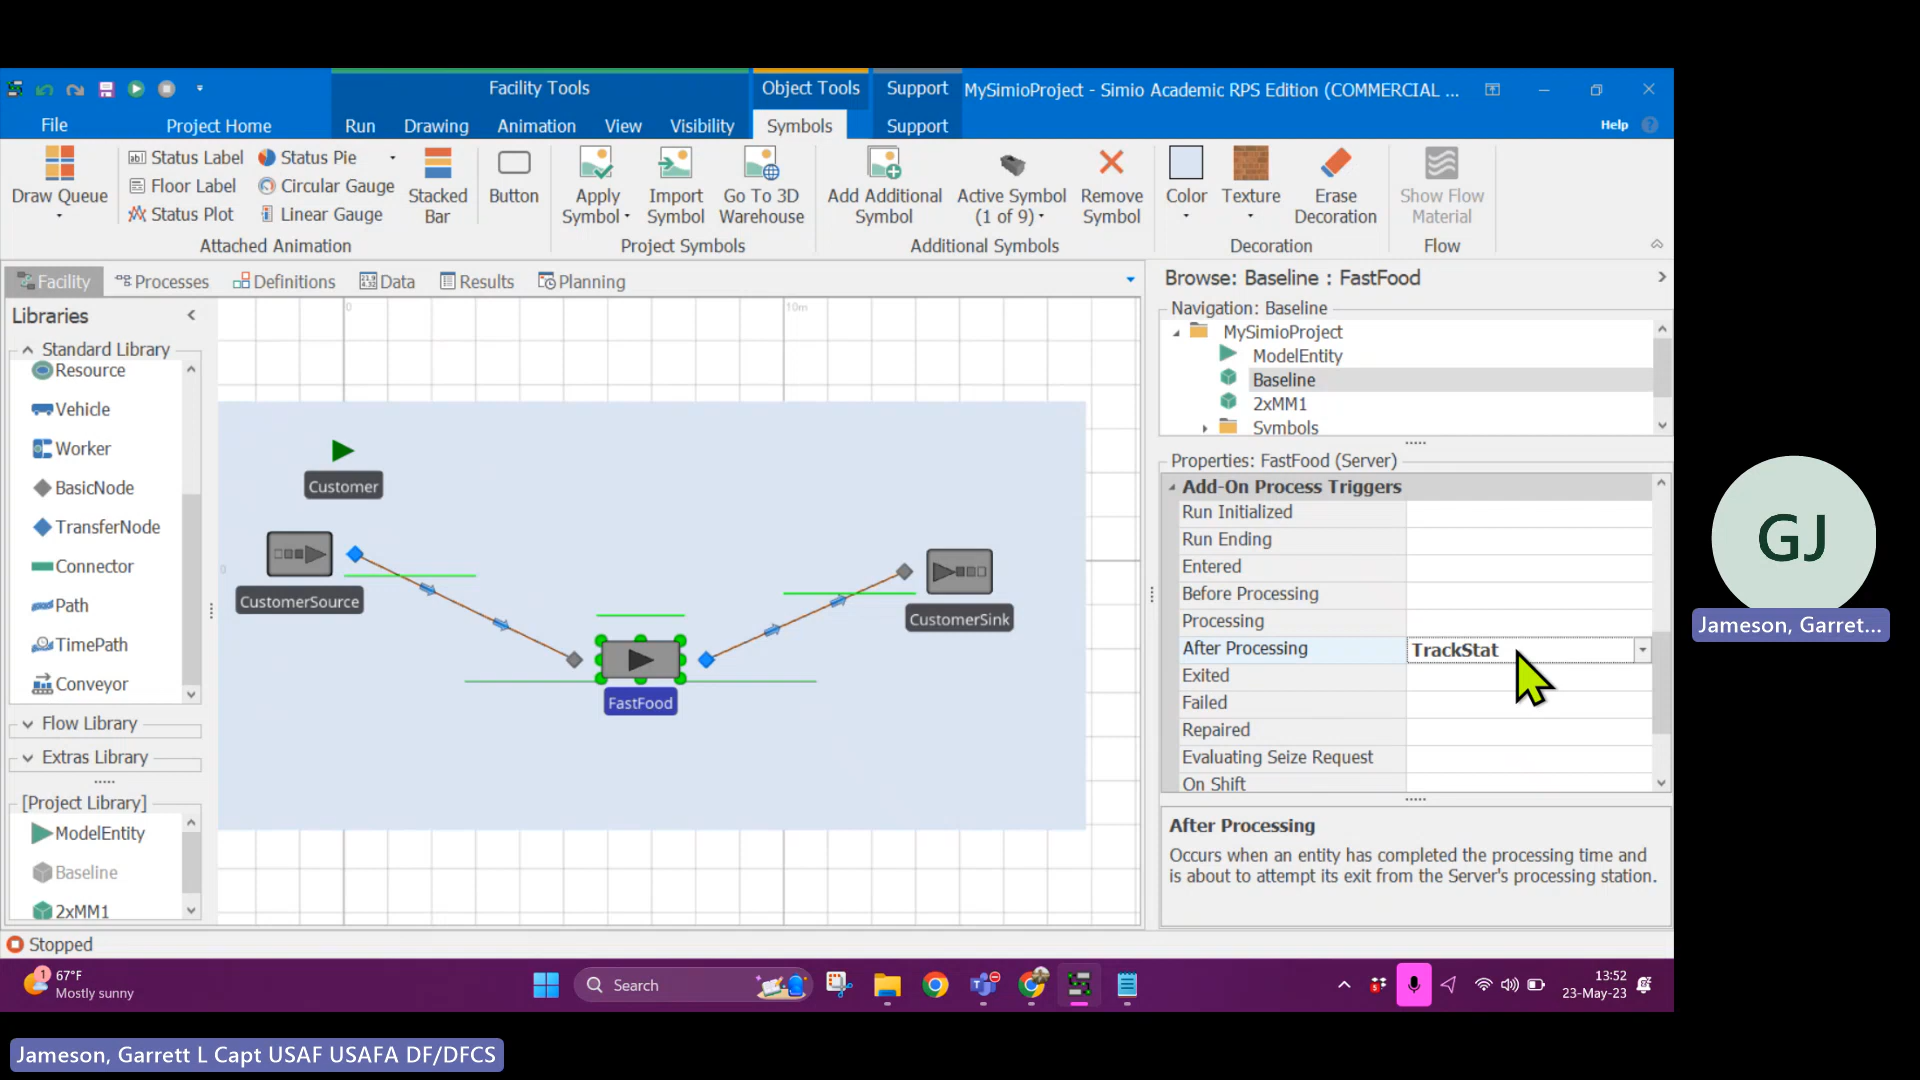 Facility Tools
Object Tools
Support
MySimioProject - Simio Academic RPS Edition (COMMERCIAL ...
File
Project Home
Run
Drawing
Animation
View
Visibility
Symbols
Support
Help
Draw Queue
Status Label
Floor Label
Status Plot
Status Pie
Circular Gauge
Linear Gauge
Stacked
Bar
Button
Apply
Symbol
Import
Symbol
Go To 3D
Warehouse
Add Additional
Symbol
Active Symbol
(1 of 9)
Remove
Symbol
Color
Texture
Erase
Decoration
Show Flow
Material
Attached Animation
Project Symbols
Additional Symbols
Decoration
Flow
Facility
Processes
Definitions
Data
Results
Planning
Libraries
Standard Library
Resource
Vehicle
Worker
BasicNode
TransferNode
Connector
Path
TimePath
Conveyor
Flow Library
Extras Library
[Project Library]
ModelEntity
Baseline
2xMM1
0
10m
0
Customer
CustomerSource
FastFood
CustomerSink
Browse: Baseline : FastFood
Navigation: Baseline
MySimioProject
ModelEntity
Baseline
2xMM1
Symbols
Properties: FastFood (Server)
Add-On Process Triggers
Run Initialized
Run Ending
Entered
Before Processing
Processing
After Processing TrackStat
Exited
Failed
Repaired
Evaluating Seize Request
On Shift
After Processing
Occurs when an entity has completed the processing time and
is about to attempt its exit from the Server's processing station.
Stopped
1
67°F
Mostly sunny
Search
13:52
23-May-23
GJ
Jameson, Garret...
Jameson, Garrett L Capt USAF USAFA DF/DFCS